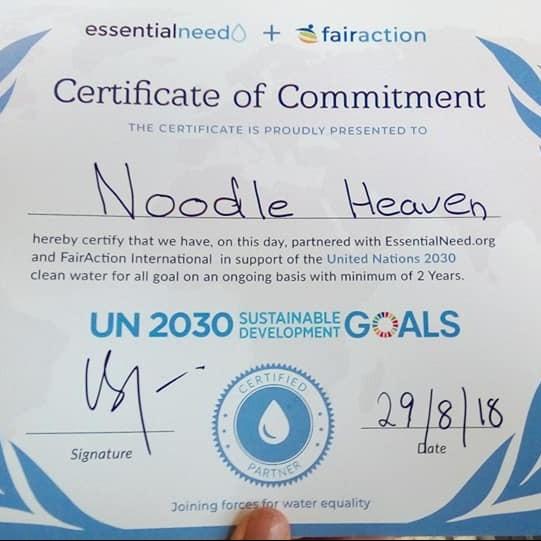 essentialneed + fairaction
Certificate of Commitment
THE CERTIFICATE IS PROUDLY PRESENTED TO
Noodle Heaven
hereby certify that we have, on this day, partnered with EssentialNeed.org
and FairAction International in support of the United Nations 2030
clean water for all goal on an ongoing basis with minimum of 2 Years.
UN 2030 SUSTAINABLE DEVELOPMENT GOALS
CERTIFIED
PARTNER
29/8/18
Signature
Date
Joining forces for water equality